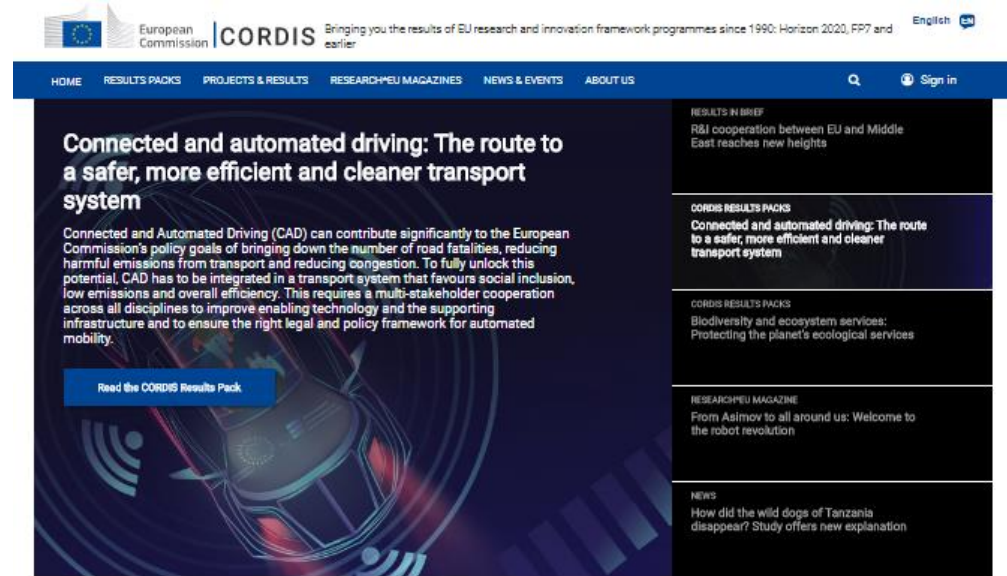 European
Commission
CORDIS
Bringing you the results of EU research and innovation framework programmes since 1990: Horizon 2020, FP7 and
earlier
English EN
HOME RESULTS PACKS PROJECTS & RESULTS RESEARCH*EU MAGAZINES NEWS & EVENTS ABOUT US Sign in
Connected and automated driving: The route to
a safer, more efficient and cleaner transport
system
Connected and Automated Driving (CAD) can contribute significantly to the European
Commission's policy goals of bringing down the number of road fatalities, reducing
harmful emissions from transport and reducing congestion. To fully unlock this
potential, CAD has to be integrated in a transport system that favours social inclusion,
low emissions and overall efficiency. This requires a multi-stakeholder cooperation
across all disciplines to improve enabling technology and the supporting
infrastructure and to ensure the right legal and policy framework for automated
mobility.
Read the CORDIS Results Pack
RESULTS IN BRIEF
R&I cooperation between EU and Middle
East reaches new heights
CORDIS RESULTS PACKS
Connected and automated driving: The route
to a safer, more efficient and cleaner
transport system
CORDIS RESULTS PACKS
Biodiversity and ecosystem services:
Protecting the planet's ecological services
RESEARCH*EU MAGAZINE
From Asimov to all around us: Welcome to
the robot revolution
NEWS
How did the wild dogs of Tanzania
disappear? Study offers new explanation